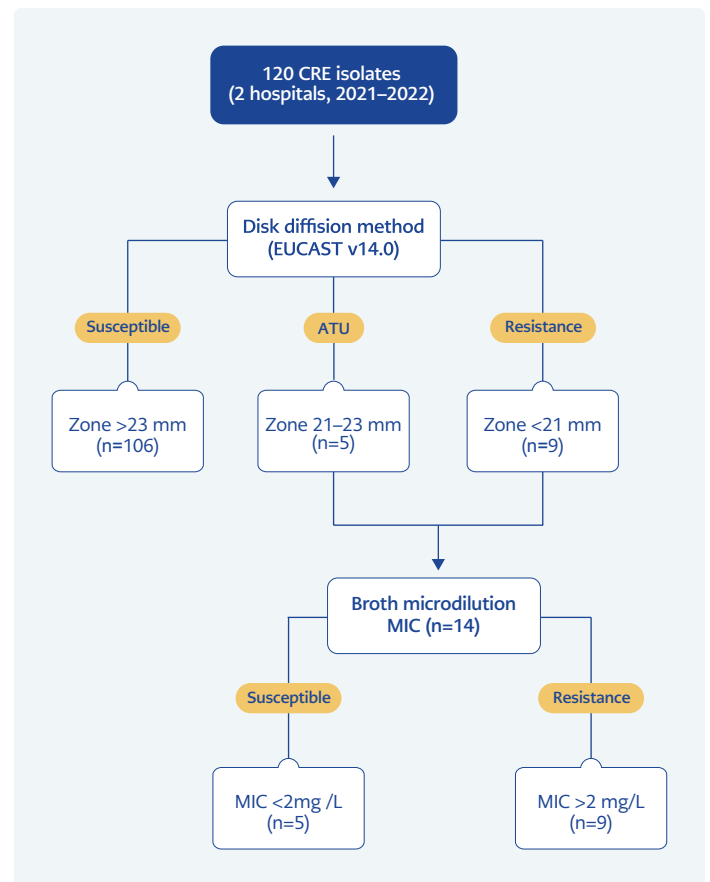 120 CRE isolates
(2 hospitals, 2021–2022)
Disk diffision method
(EUCAST v14.0)
Susceptible
ATU
Resistance
Zone >23 mm
(n=106)
Zone 21–23 mm
(n=5)
Zone <21 mm
(n=9)
Broth microdilution
MIC (n=14)
Susceptible
Resistance
MIC <2mg /L
(n=5)
MIC >2 mg/L
(n=9)